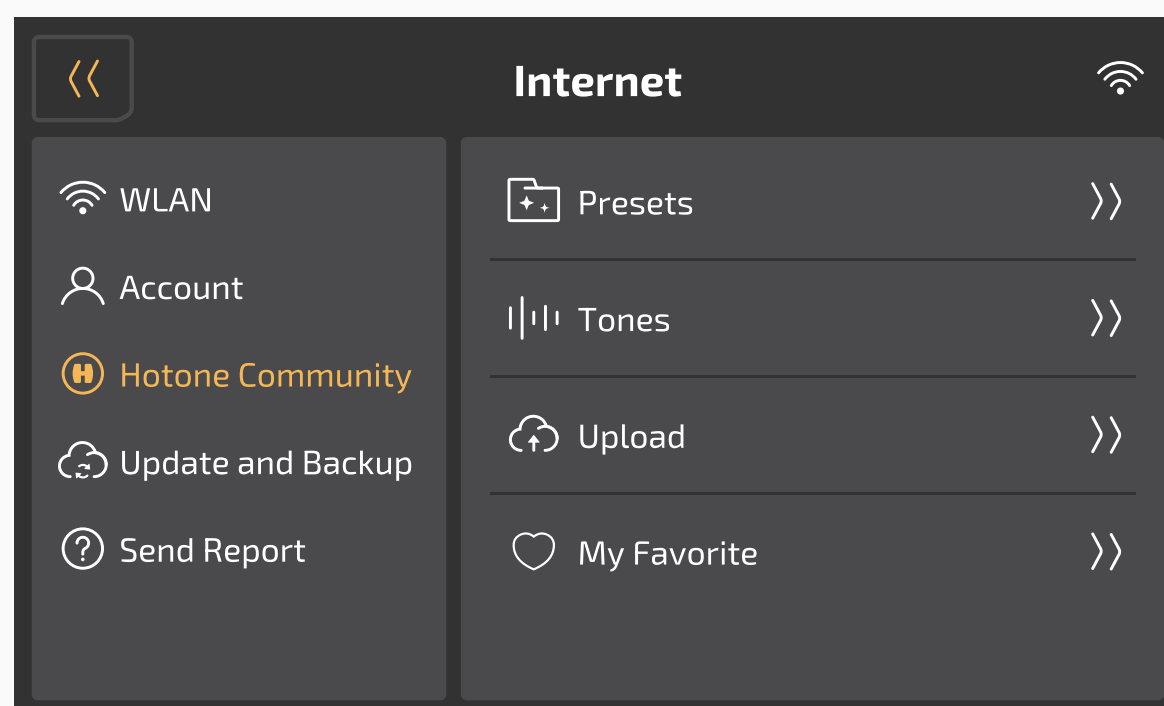 Internet
WLAN
Account
Hotone Community
Update and Backup
Send Report
Presets
Tones
Upload
My Favorite